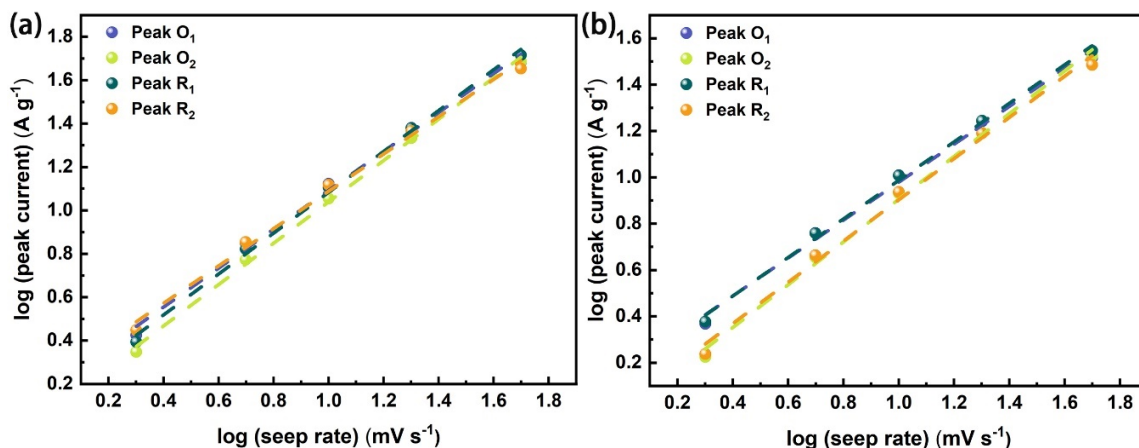 (a)
Peak O₁
Peak O₂
Peak R₁
Peak R₂
log (peak current) (A g⁻¹)
1.8
1.6
1.4
1.2
1.0
0.8
0.6
0.4
0.2
0.2 0.4 0.6 0.8 1.0 1.2 1.4 1.6 1.8
log (seep rate) (mV s⁻¹)
(b)
Peak O₁
Peak O₂
Peak R₁
Peak R₂
log (peak current) (A g⁻¹)
1.6
1.4
1.2
1.0
0.8
0.6
0.4
0.2
0.2 0.4 0.6 0.8 1.0 1.2 1.4 1.6 1.8
log (seep rate) (mV s⁻¹)